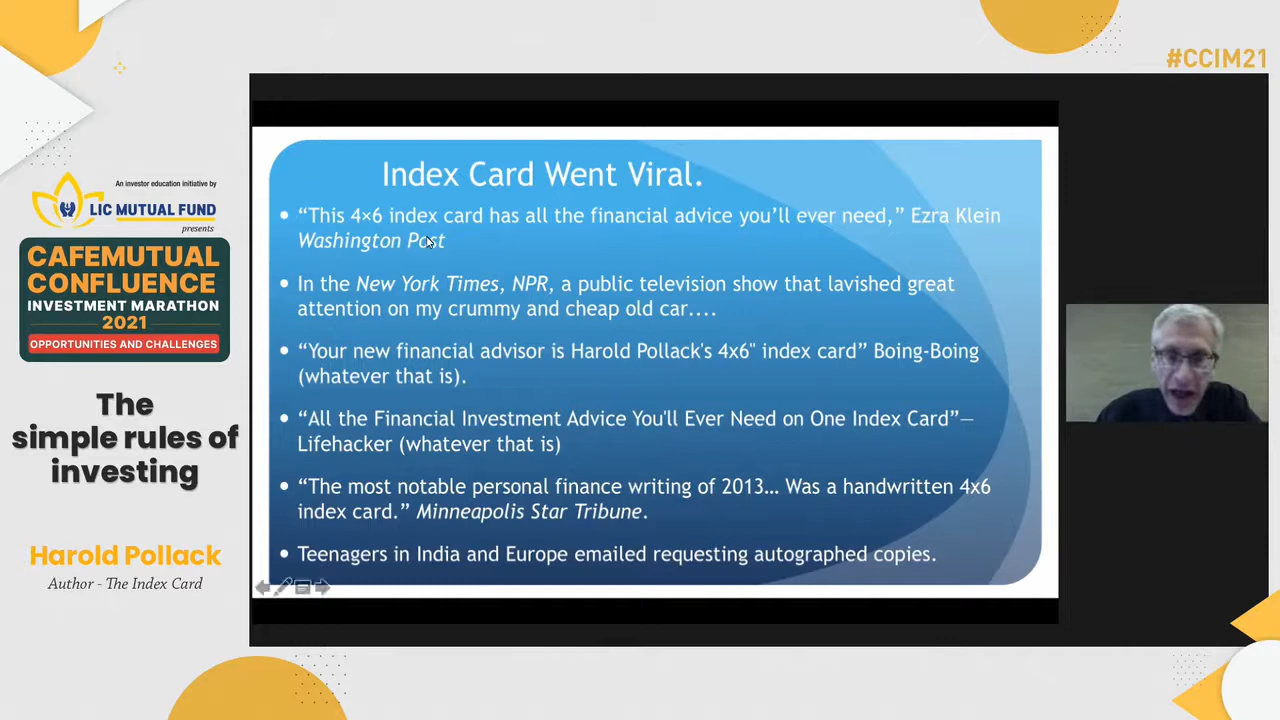 #CCIM21
An investor education initiative by
LIC MUTUAL FUND
presents
CAFEMUTUAL
CONFLUENCE
INVESTMENT MARATHON
2021
OPPORTUNITIES AND CHALLENGES
The
simple rules of
investing
Harold Pollack
Author - The Index Card
Index Card Went Viral.
• “This 4×6 index card has all the financial advice you’ll ever need,” Ezra Klein
Washington Post
• In the New York Times, NPR, a public television show that lavished great
attention on my crummy and cheap old car....
• “Your new financial advisor is Harold Pollack's 4x6" index card” Boing-Boing
(whatever that is).
• “All the Financial Investment Advice You'll Ever Need on One Index Card”—
Lifehacker (whatever that is)
• “The most notable personal finance writing of 2013… Was a handwritten 4x6
index card.” Minneapolis Star Tribune.
• Teenagers in India and Europe emailed requesting autographed copies.